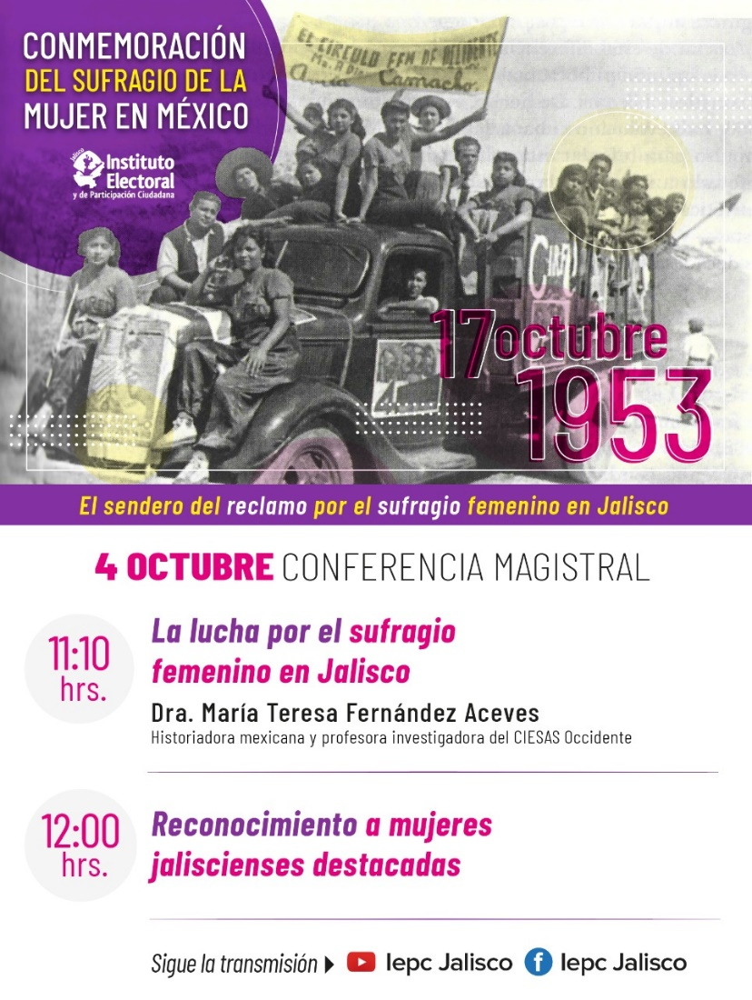 CONMEMORACIÓN
DEL SUFRAGIO DE LA
MUJER EN MÉXICO
Jalisco
Instituto
Electoral
y de Participación Ciudadana
EL CIRCULO FEM DE OCCIDENTE
Camacho.
17 octubre
1953
El sendero del reclamo por el sufragio femenino en Jalisco
4 OCTUBRE CONFERENCIA MAGISTRAL
11:10
hrs.
La lucha por el sufragio
femenino en Jalisco
Dra. María Teresa Fernández Aceves
Historiadora mexicana y profesora investigadora del CIESAS Occidente
12:00
hrs.
Reconocimiento a mujeres
jaliscienses destacadas
Sigue la transmisión Iepc Jalisco f Iepc Jalisco